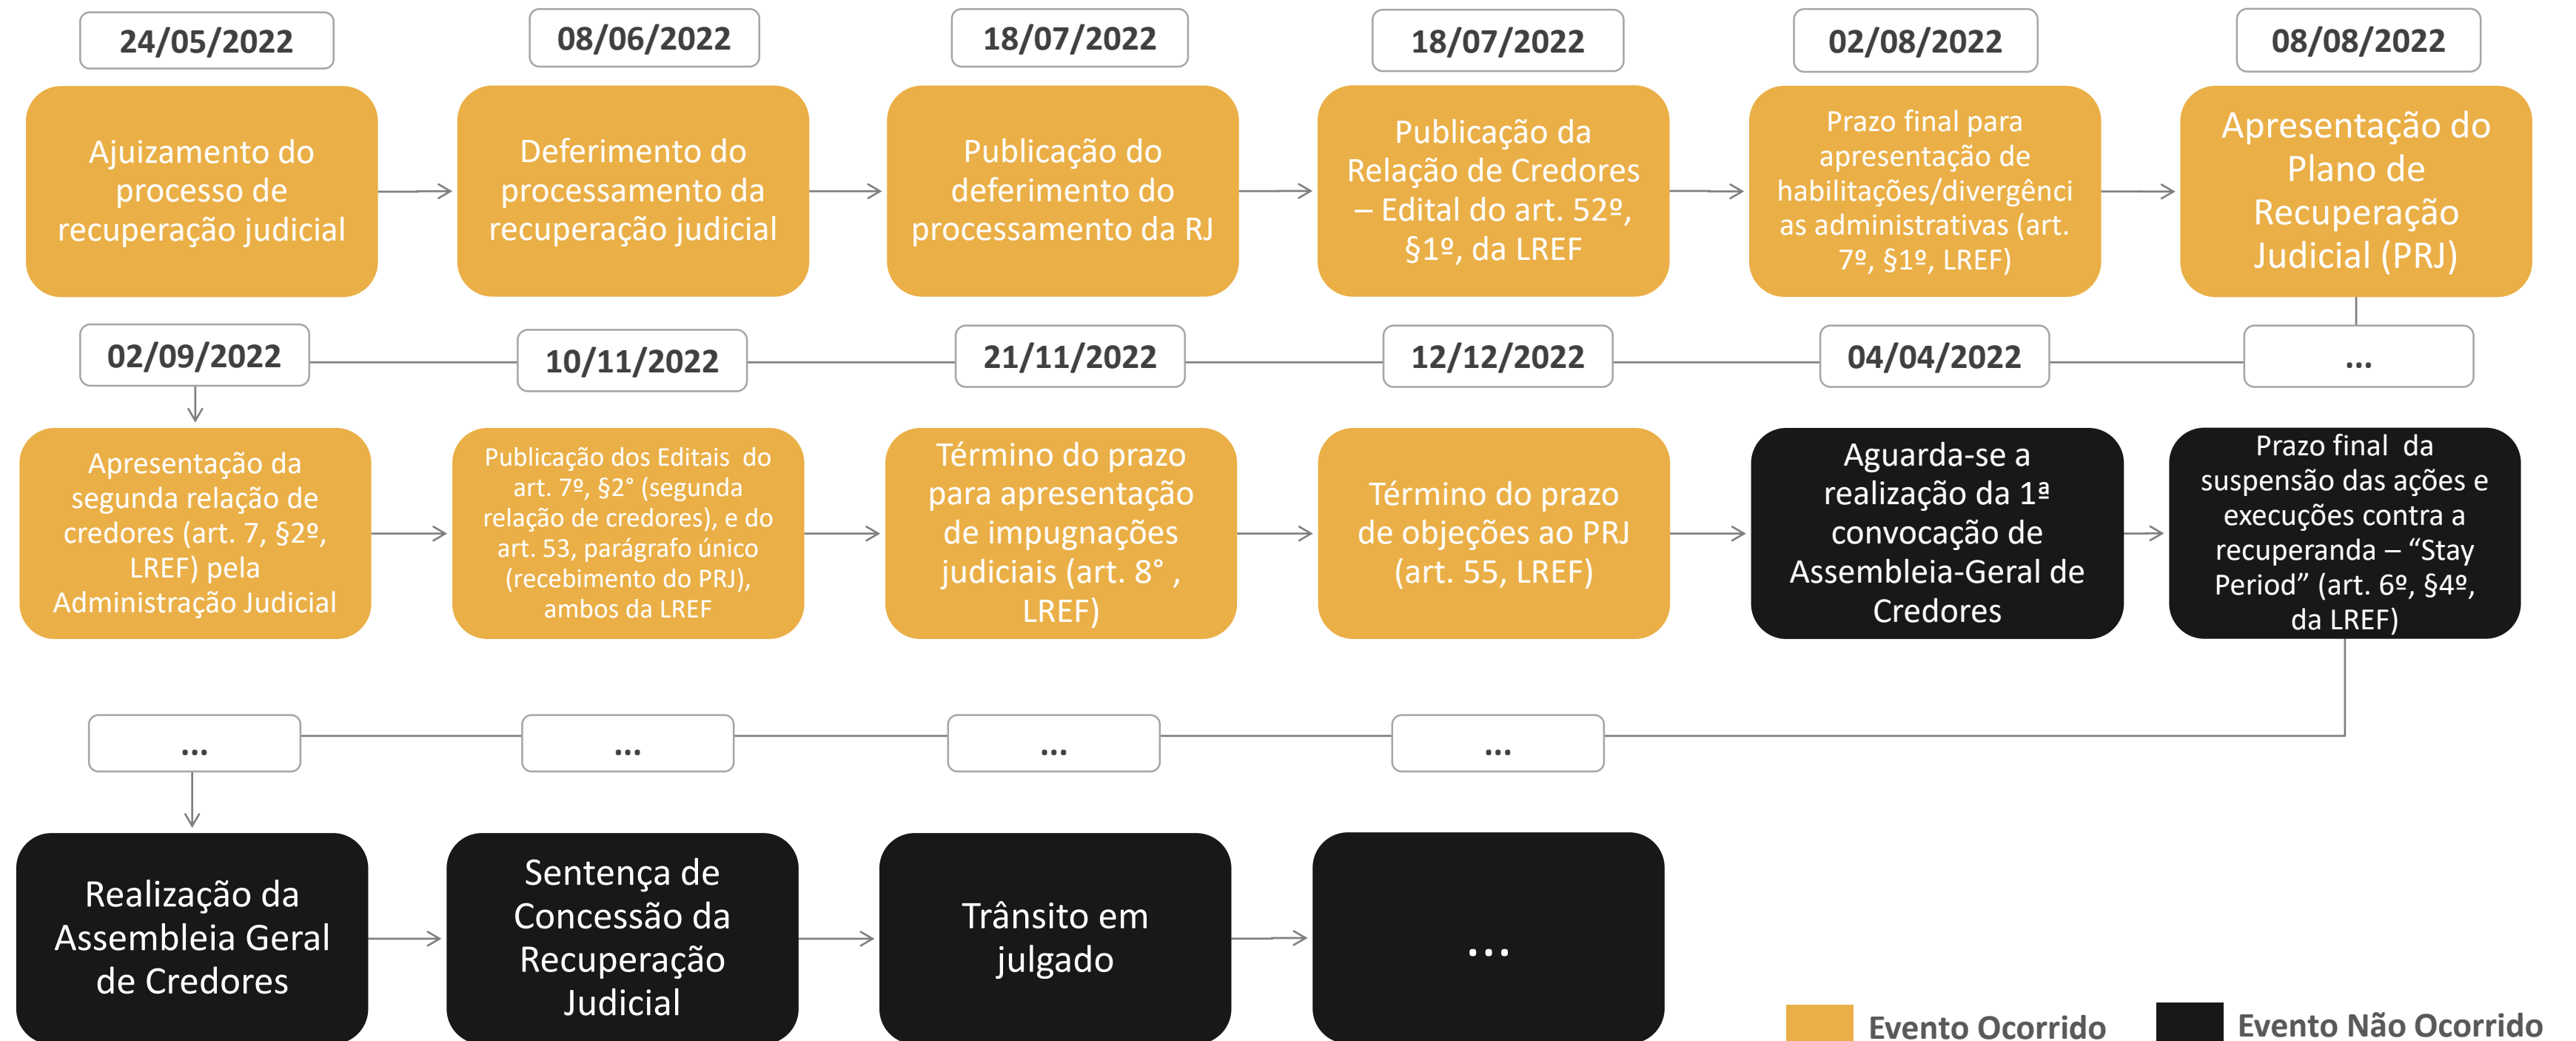 24/05/2022
08/06/2022
18/07/2022
18/07/2022
02/08/2022
08/08/2022
Ajuizamento do
processo de
recuperação judicial
Deferimento do
processamento da
recuperação judicial
Publicação do
deferimento do
processamento da RJ
Publicação da
Relação de Credores
– Edital do art. 52º,
§1º, da LREF
Prazo final para
apresentação de
habilitações/divergênci
as administrativas (art.
7º, §1º, LREF)
Apresentação do
Plano de
Recuperação
Judicial (PRJ)
02/09/2022
10/11/2022
21/11/2022
12/12/2022
04/04/2022
...
Apresentação da
segunda relação de
credores (art. 7, §2º,
LREF) pela
Administração Judicial
Publicação dos Editais do
art. 7º, §2° (segunda
relação de credores), e do
art. 53, parágrafo único
(recebimento do PRJ),
ambos da LREF
Término do prazo
para apresentação
de impugnações
judiciais (art. 8° ,
LREF)
Término do prazo
de objeções ao PRJ
(art. 55, LREF)
Aguarda-se a
realização da 1ª
convocação de
Assembleia-Geral de
Credores
Prazo final da
suspensão das ações e
execuções contra a
recuperanda – “Stay
Period” (art. 6º, §4º,
da LREF)
...
...
...
...
Realização da
Assembleia Geral
de Credores
Sentença de
Concessão da
Recuperação
Judicial
Trânsito em
julgado
...
Evento Ocorrido
Evento Não Ocorrido